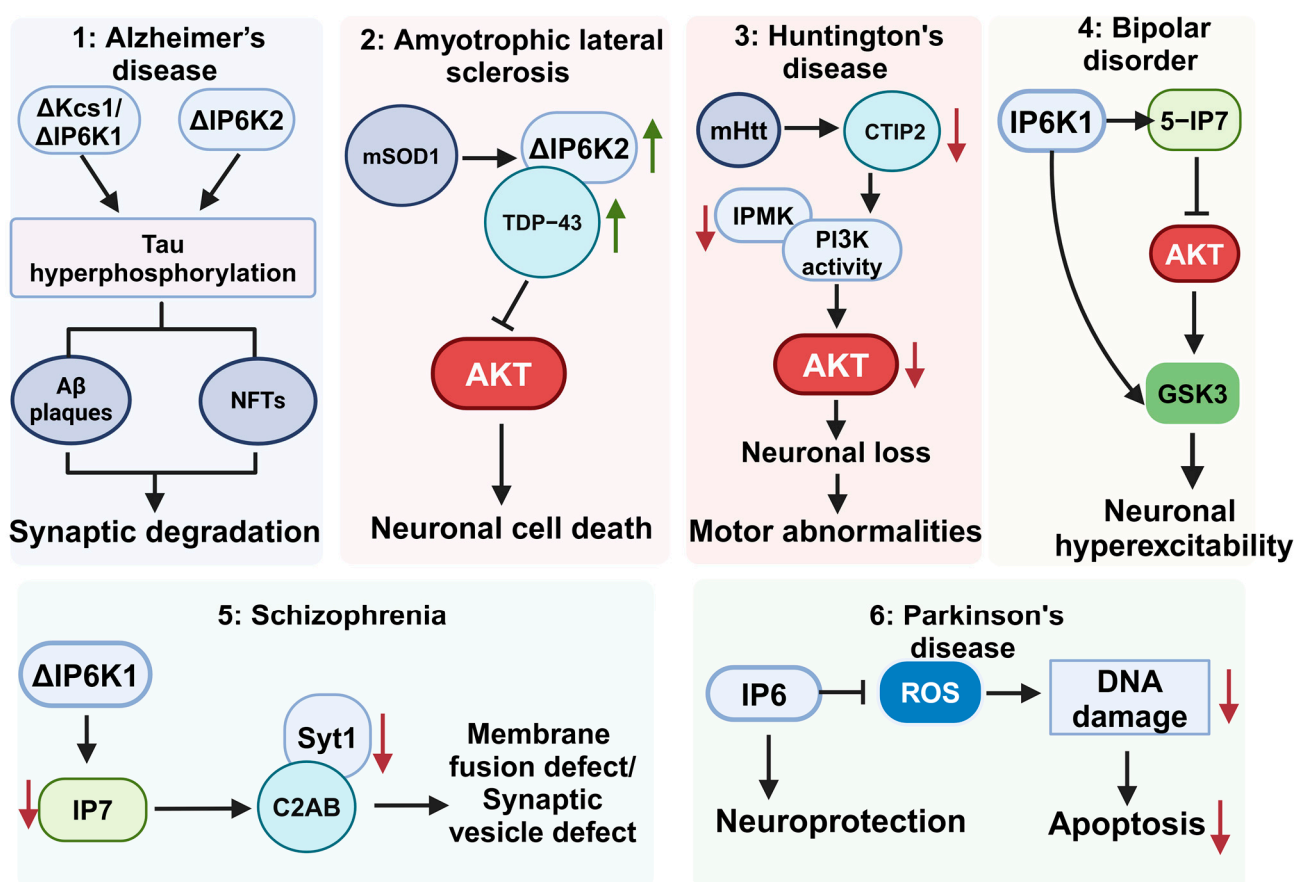 1: Alzheimer's
disease
ΔKcs1/
ΔIP6K1
ΔIP6K2
Tau
hyperphosphorylation
Aβ
plaques
NFTs
Synaptic degradation
2: Amyotrophic lateral
sclerosis
mSOD1
ΔIP6K2
TDP−43
AKT
Neuronal cell death
3: Huntington's
disease
mHtt
CTIP2
IPMK
PI3K
activity
AKT
Neuronal loss
Motor abnormalities
4: Bipolar
disorder
IP6K1
5−IP7
AKT
GSK3
Neuronal
hyperexcitability
5: Schizophrenia
ΔIP6K1
IP7
Syt1
C2AB
Membrane
fusion defect/
Synaptic
vesicle defect
6: Parkinson's
disease
IP6
ROS
DNA
damage
Neuroprotection
Apoptosis